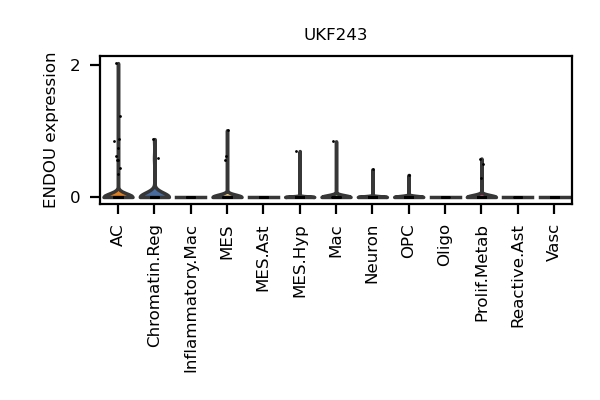 UKF243
ENDOU expression
2
0
AC
Chromatin.Reg
Inflammatory.Mac
MES
MES.Ast
MES.Hyp
Mac
Neuron
OPC
Oligo
Prolif.Metab
Reactive.Ast
Vasc